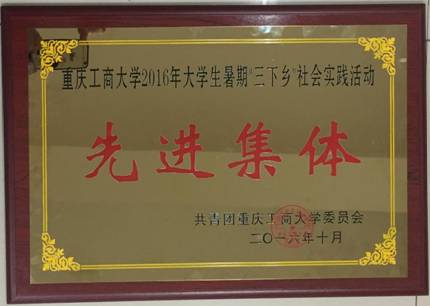 重庆工商大学2016年大学生暑期"三下乡"社会实践活动
先进集体
共青团重庆工商大学委员会
二〇一六年十月